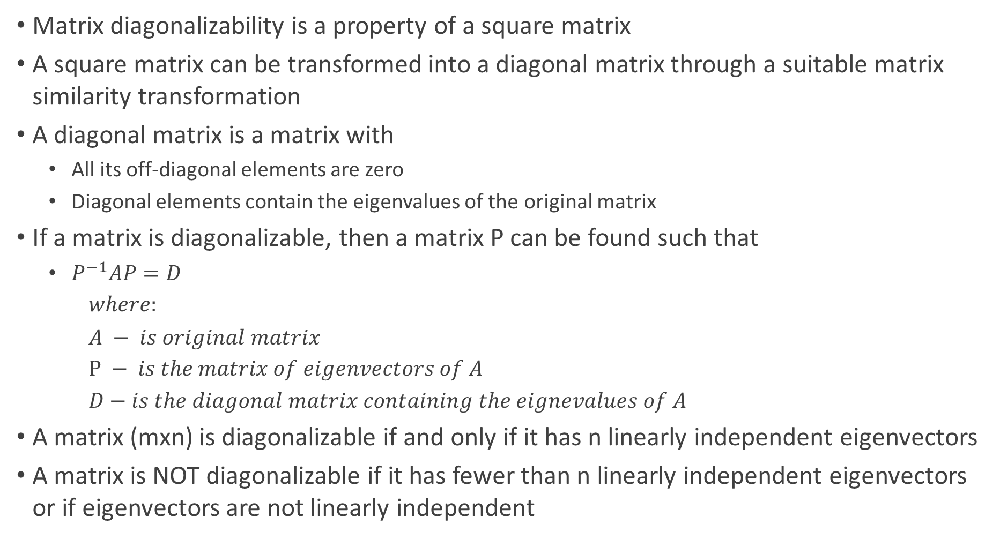 • Matrix diagonalizability is a property of a square matrix
• A square matrix can be transformed into a diagonal matrix through a suitable matrix
similarity transformation
• A diagonal matrix is a matrix with
• All its off-diagonal elements are zero
• Diagonal elements contain the eigenvalues of the original matrix
• If a matrix is diagonalizable, then a matrix P can be found such that
• P⁻¹AP = D
where:
A − is original matrix
P − is the matrix of eigenvectors of A
D − is the diagonal matrix containing the eignevalues of A
• A matrix (mxn) is diagonalizable if and only if it has n linearly independent eigenvectors
• A matrix is NOT diagonalizable if it has fewer than n linearly independent eigenvectors
or if eigenvectors are not linearly independent